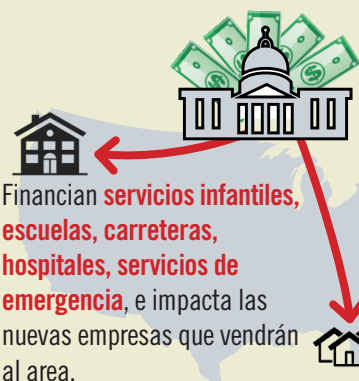 Financian servicios infantiles,
escuelas, carreteras,
hospitales, servicios de
emergencia, e impacta las
nuevas empresas que vendrán
al area.